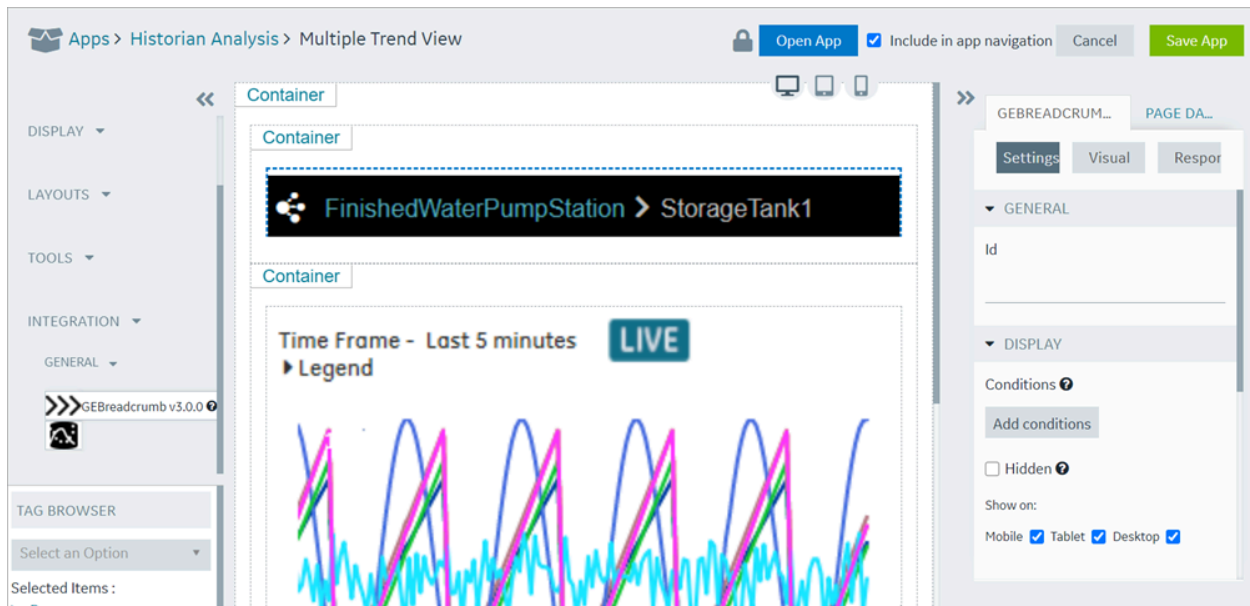 Apps > Historian Analysis > Multiple Trend View
Open App
Include in app navigation
Cancel
Save App
DISPLAY
LAYOUTS
TOOLS
INTEGRATION
GENERAL
GEBreadcrumb v3.0.0
TAG BROWSER
Select an Option
Selected Items :
Container
Container
FinishedWaterPumpStation > StorageTank1
Container
Time Frame - Last 5 minutes
LIVE
Legend
GEBREADCRUM...
PAGE DA...
Settings
Visual
Respor
GENERAL
Id
DISPLAY
Conditions
Add conditions
Hidden
Show on:
Mobile Tablet Desktop